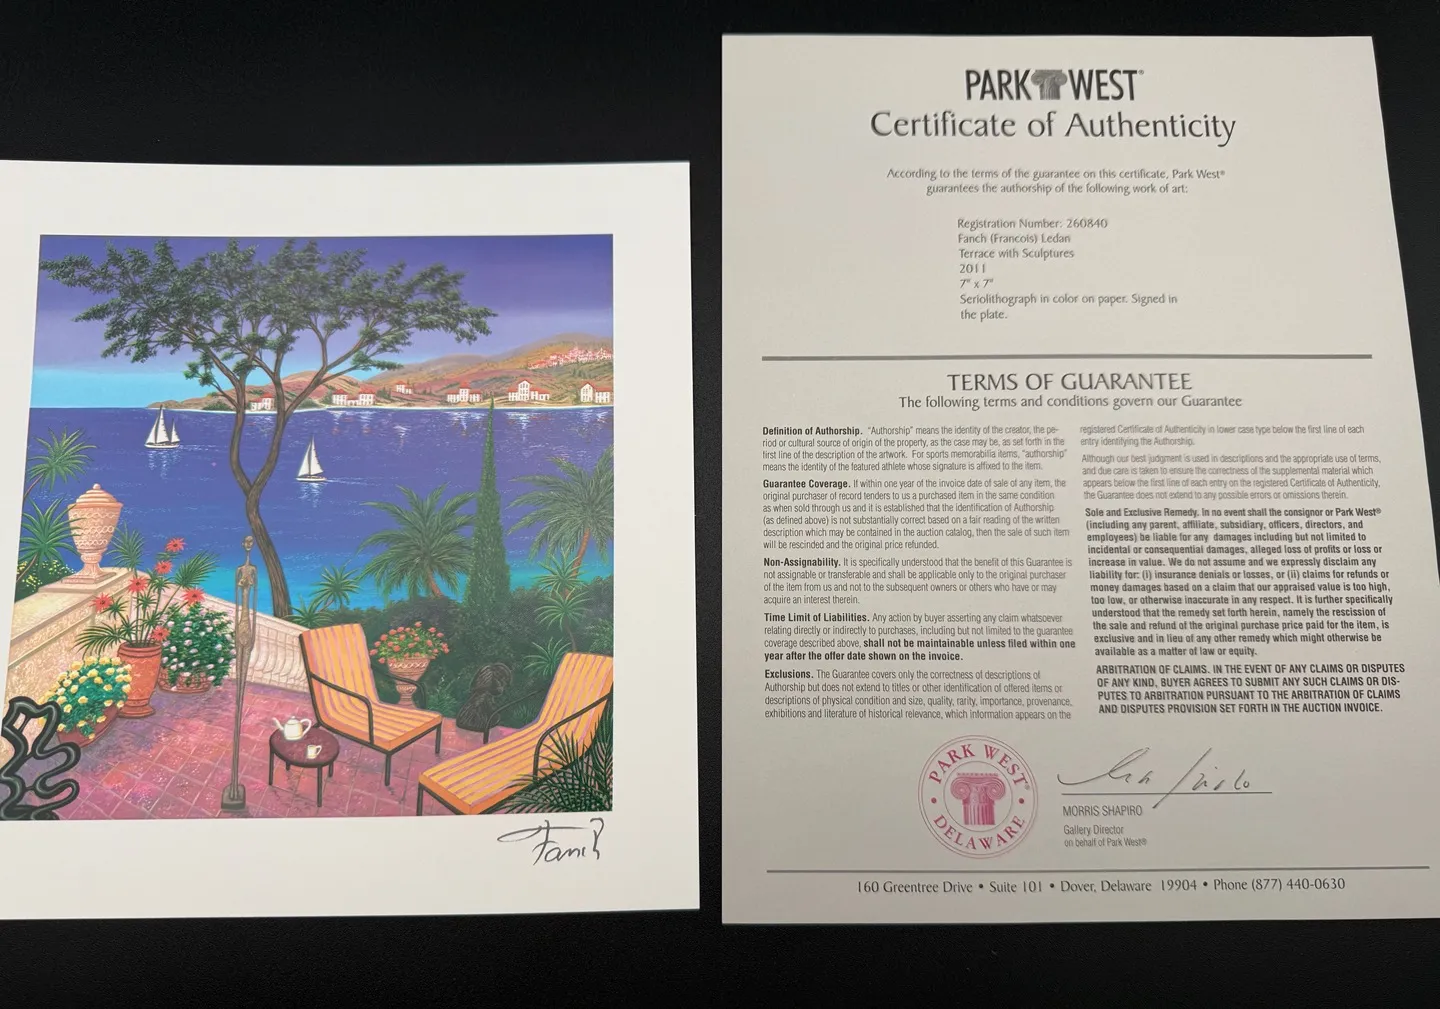 PARK WEST®
Certificate of Authenticity
According to the terms of the guarantee on this certificate, Park West®
guarantees the authorship of the following work of art:
Registration Number: 260840
Fanch (Francois) Ledan
Terrace with Sculptures
2011
7" x 7"
Seriolithograph in color on paper. Signed in
the plate.
TERMS OF GUARANTEE
The following terms and conditions govern our Guarantee
Definition of Authorship. "Authorship" means the identity of the creator, the pe-
riod or cultural source of origin of the property, as the case may be, as set forth in the
first line of the description of the artwork. For sports memorabilia items, "authorship"
means the identity of the featured athlete whose signature is affixed to the item.
Guarantee Coverage. If within one year of the invoice date of sale of any item, the
original purchaser of record tenders to us a purchased item in the same condition
as when sold through us and it is established that the identification of Authorship
(as defined above) is not substantially correct based on a fair reading of the written
description which may be contained in the auction catalog, then the sale of such item
will be rescinded and the original price refunded.
Non-Assignability. It is specifically understood that the benefit of this Guarantee is
not assignable or transferable and shall be applicable only to the original purchaser
of the item from us and not to the subsequent owners or others who have or may
acquire an interest therein.
Time Limit of Liabilities. Any action by buyer asserting any claim whatsoever
relating directly or indirectly to purchases, including but not limited to the guarantee
coverage described above, shall not be maintainable unless filed within one
year after the offer date shown on the invoice.
Exclusions. The Guarantee covers only the correctness of descriptions of
Authorship but does not extend to titles or other identification of offered items or
descriptions of physical condition and size, quality, rarity, importance, provenance,
exhibitions and literature of historical relevance, which information appears on the
registered Certificate of Authenticity in lower case type below the first line of each
entry identifying the Authorship.
Although our best judgment is used in descriptions and the appropriate use of terms,
and due care is taken to ensure the correctness of the supplemental material which
appears below the first line of each entry on the registered Certificate of Authenticity,
the Guarantee does not extend to any possible errors or omissions therein.
Sole and Exclusive Remedy. In no event shall the consignor or Park West®
(including any parent, affiliate, subsidiary, officers, directors, and
employees) be liable for any damages including but not limited to
incidental or consequential damages, alleged loss of profits or loss or
increase in value. We do not assume and we expressly disclaim any
liability for: (i) insurance denials or losses, or (ii) claims for refunds or
money damages based on a claim that our appraised value is too high,
too low, or otherwise inaccurate in any respect. It is further specifically
understood that the remedy set forth herein, namely the rescission of
the sale and refund of the original purchase price paid for the item, is
exclusive and in lieu of any other remedy which might otherwise be
available as a matter of law or equity.
ARBITRATION OF CLAIMS. IN THE EVENT OF ANY CLAIMS OR DISPUTES
OF ANY KIND, BUYER AGREES TO SUBMIT ANY SUCH CLAIMS OR DIS-
PUTES TO ARBITRATION PURSUANT TO THE ARBITRATION OF CLAIMS
AND DISPUTES PROVISION SET FORTH IN THE AUCTION INVOICE.
PARK WEST®
DELAWARE
MORRIS SHAPIRO
Gallery Director
on behalf of Park West®
160 Greentree Drive • Suite 101 • Dover, Delaware 19904 • Phone (877) 440-0630
Fanch